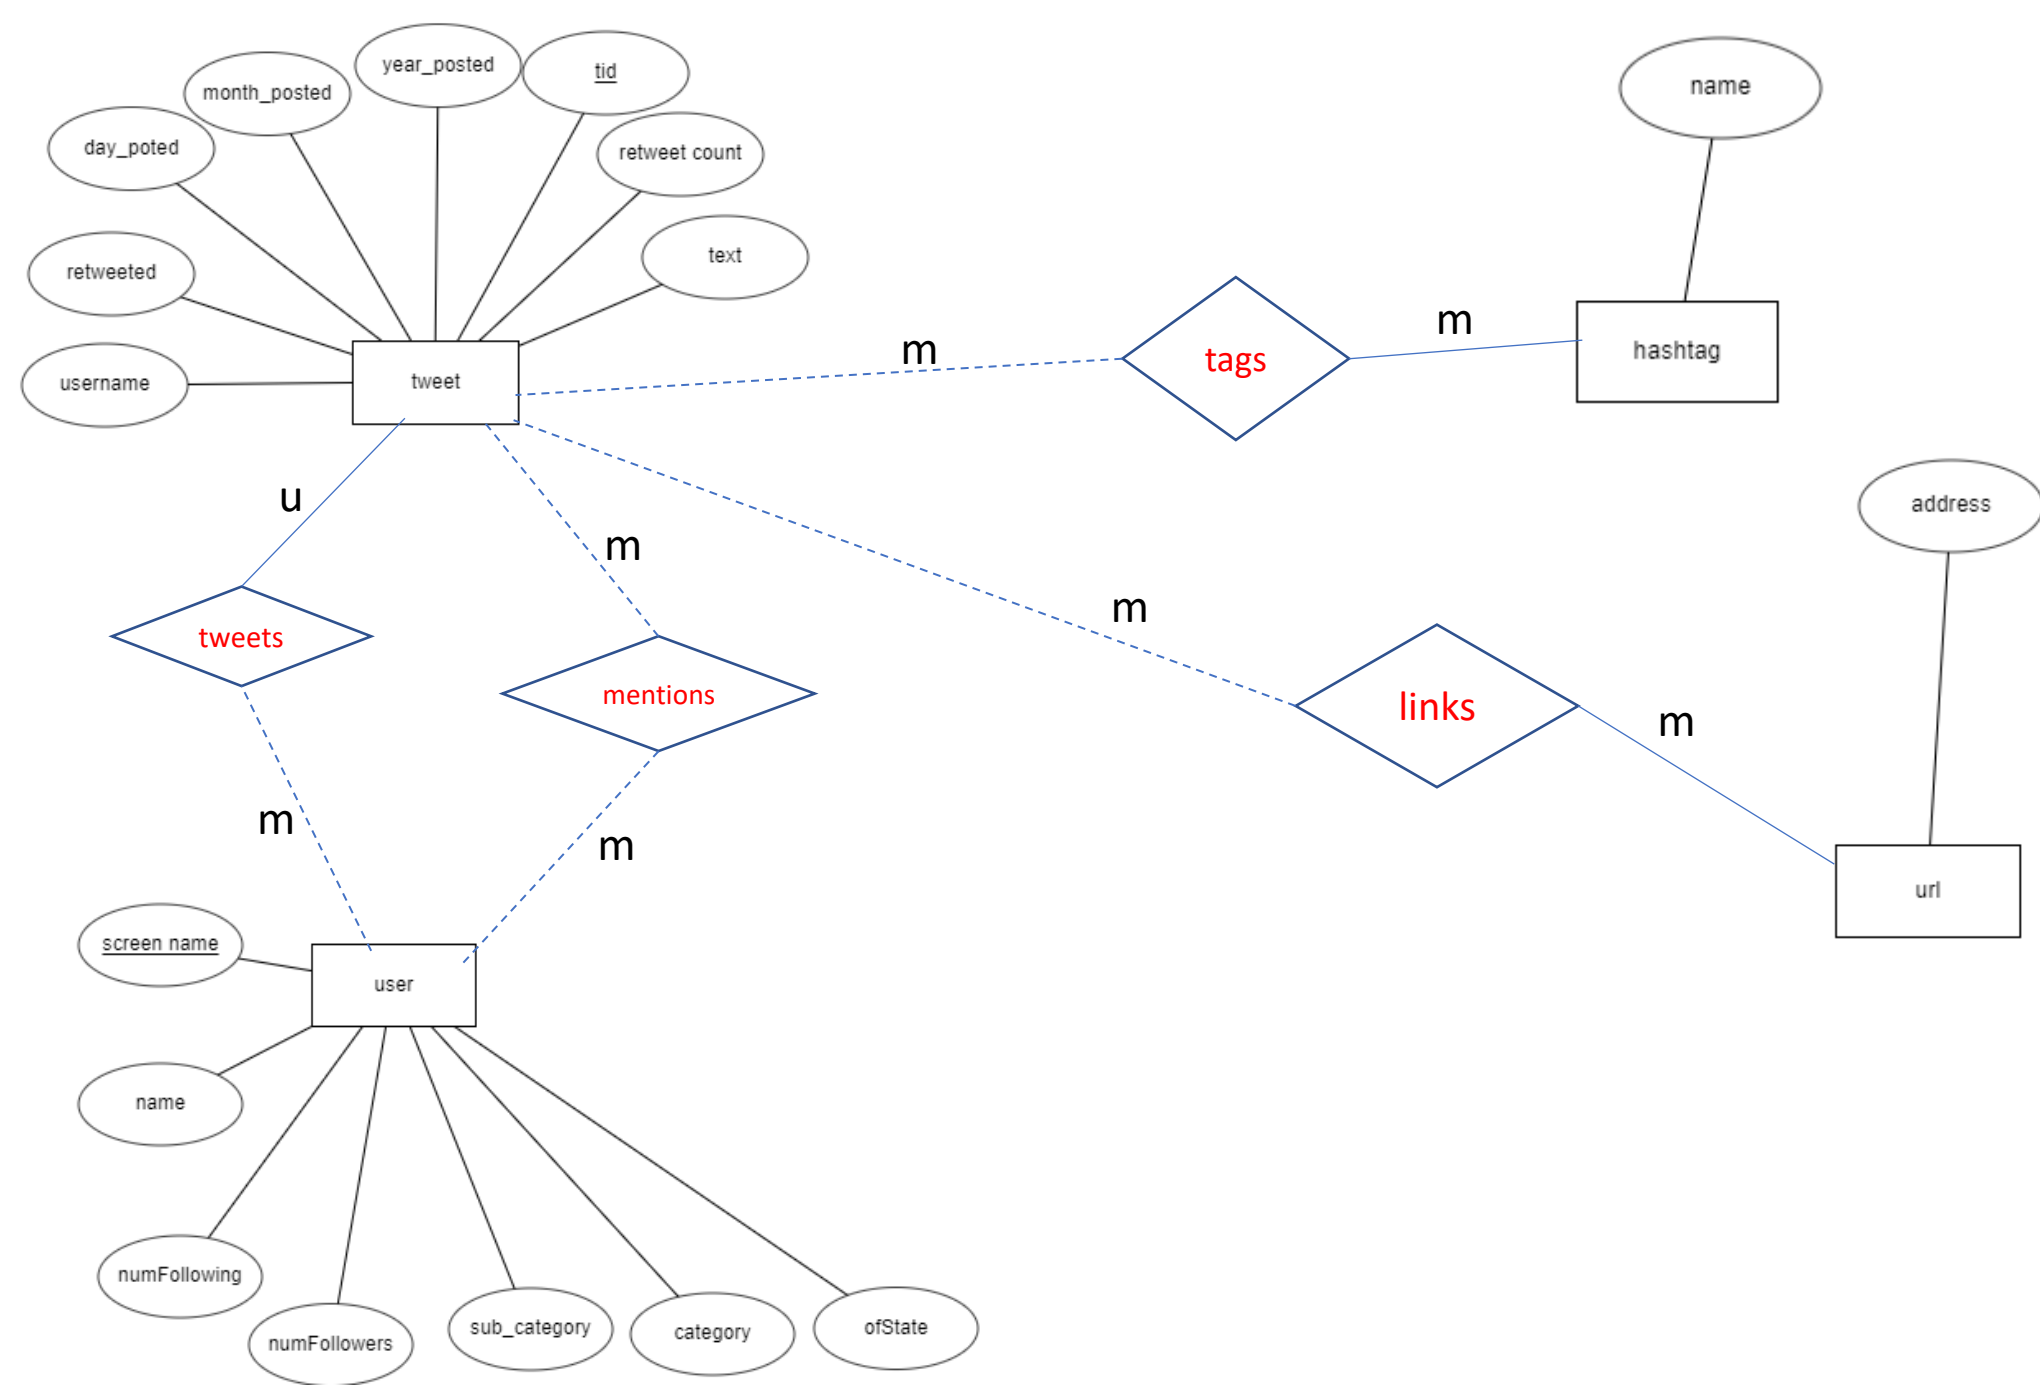 year_posted
tid
month_posted
name
day_poted
retweet count
text
retweeted
username
tweet
m
tags
m
hashtag
u
m
address
m
tweets
mentions
links
m
m
m
url
screen name
user
name
numFollowing
numFollowers
sub_category
category
ofState